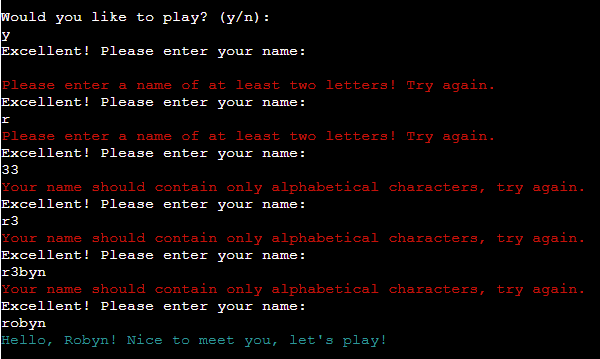 Would you like to play? (y/n):
y
Excellent! Please enter your name:
Please enter a name of at least two letters! Try again.
Excellent! Please enter your name:
r
Please enter a name of at least two letters! Try again.
Excellent! Please enter your name:
33
Your name should contain only alphabetical characters, try again.
Excellent! Please enter your name:
r3
Your name should contain only alphabetical characters, try again.
Excellent! Please enter your name:
r3byn
Your name should contain only alphabetical characters, try again.
Excellent! Please enter your name:
robyn
Hello, Robyn! Nice to meet you, let's play!